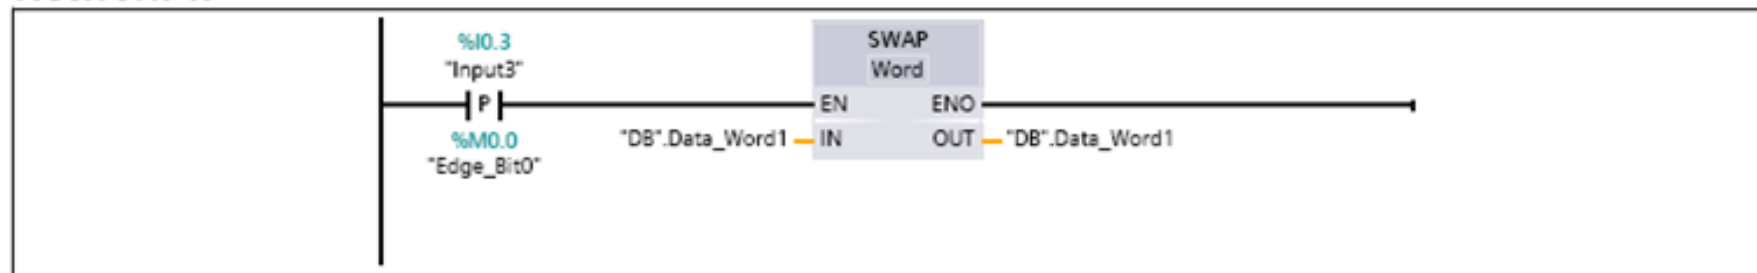 %I0.3
"Input3"
P
%M0.0
"Edge_Bit0"
SWAP
Word
EN ENO
"DB".Data_Word1 IN OUT "DB".Data_Word1